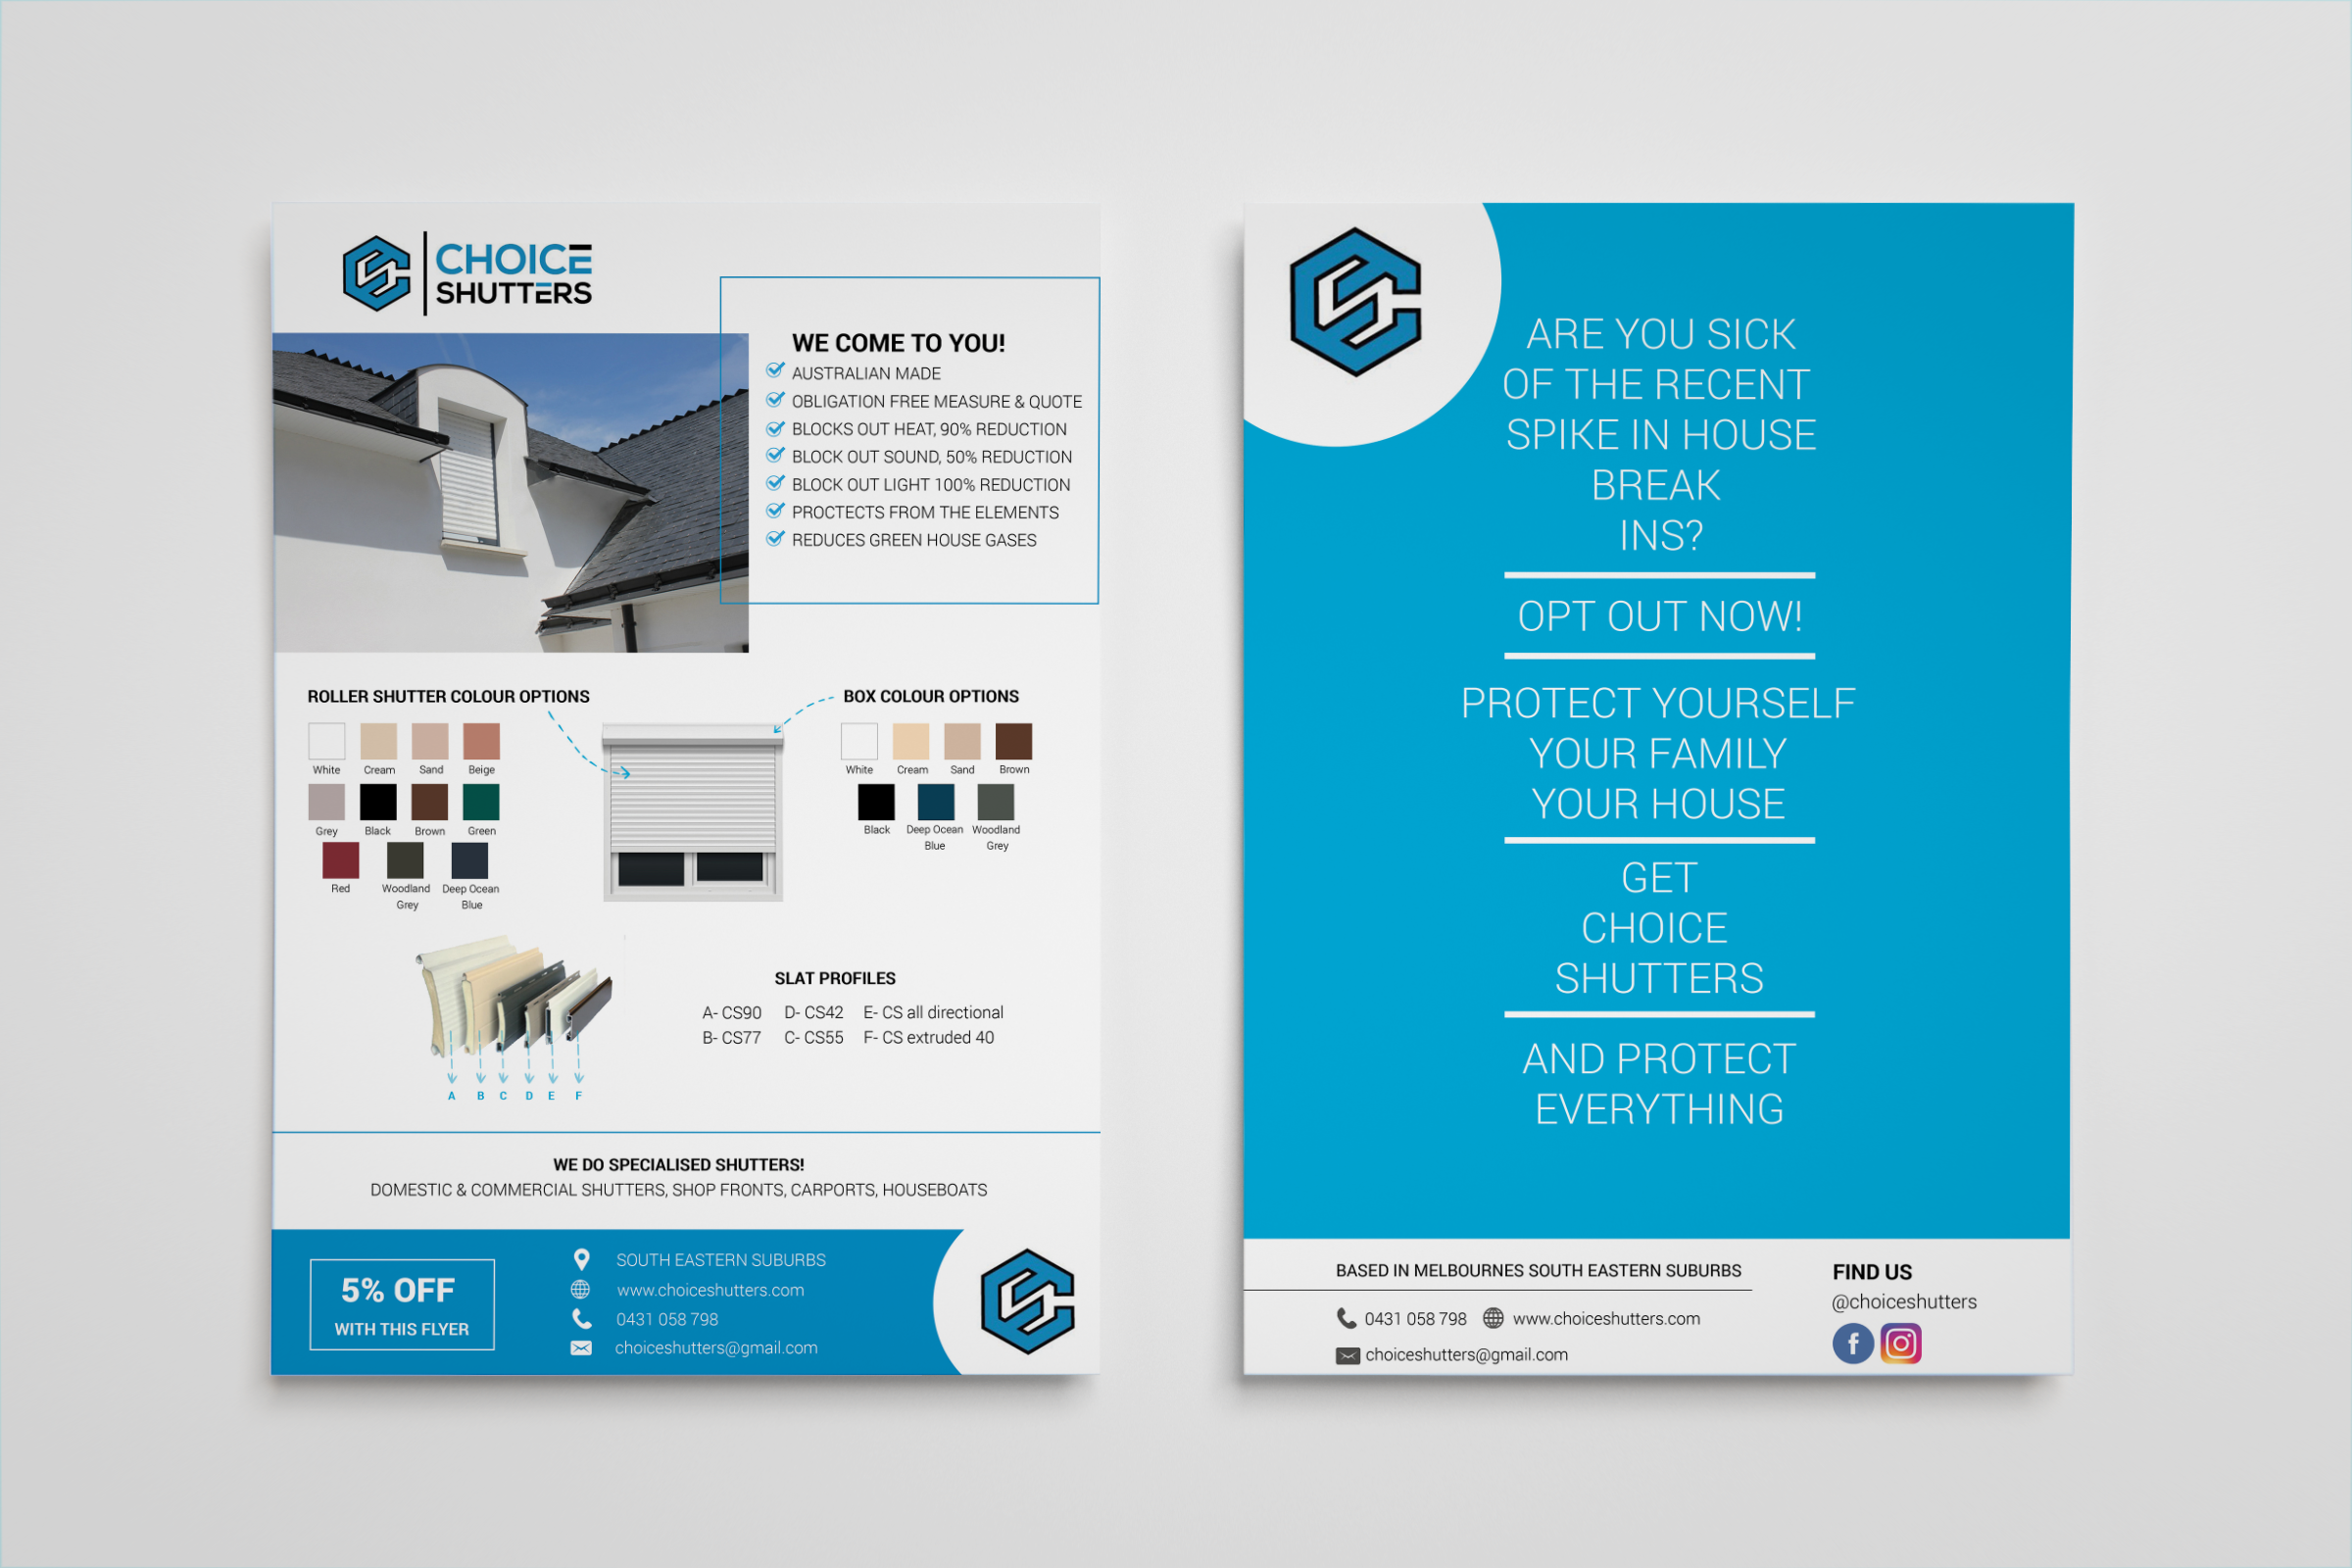 CHOICE
SHUTTERS
WE COME TO YOU!
AUSTRALIAN MADE
OBLIGATION FREE MEASURE & QUOTE
BLOCKS OUT HEAT, 90% REDUCTION
BLOCK OUT SOUND, 50% REDUCTION
BLOCK OUT LIGHT 100% REDUCTION
PROCTECTS FROM THE ELEMENTS
REDUCES GREEN HOUSE GASES
ROLLER SHUTTER COLOUR OPTIONS
White Cream Sand Beige
Grey Black Brown Green
Red Woodland Grey Deep Ocean Blue
BOX COLOUR OPTIONS
White Cream Sand Brown
Black Deep Ocean Blue Woodland Grey
A B C D E F
SLAT PROFILES
A- CS90 D- CS42 E- CS all directional
B- CS77 C- CS55 F- CS extruded 40
WE DO SPECIALISED SHUTTERS!
DOMESTIC & COMMERCIAL SHUTTERS, SHOP FRONTS, CARPORTS, HOUSEBOATS
5% OFF
WITH THIS FLYER
SOUTH EASTERN SUBURBS
www.choiceshutters.com
0431 058 798
choiceshutters@gmail.com
ARE YOU SICK
OF THE RECENT
SPIKE IN HOUSE
BREAK
INS?
OPT OUT NOW!
PROTECT YOURSELF
YOUR FAMILY
YOUR HOUSE
GET
CHOICE
SHUTTERS
AND PROTECT
EVERYTHING
BASED IN MELBOURNES SOUTH EASTERN SUBURBS
0431 058 798 www.choiceshutters.com
choiceshutters@gmail.com
FIND US
@choiceshutters